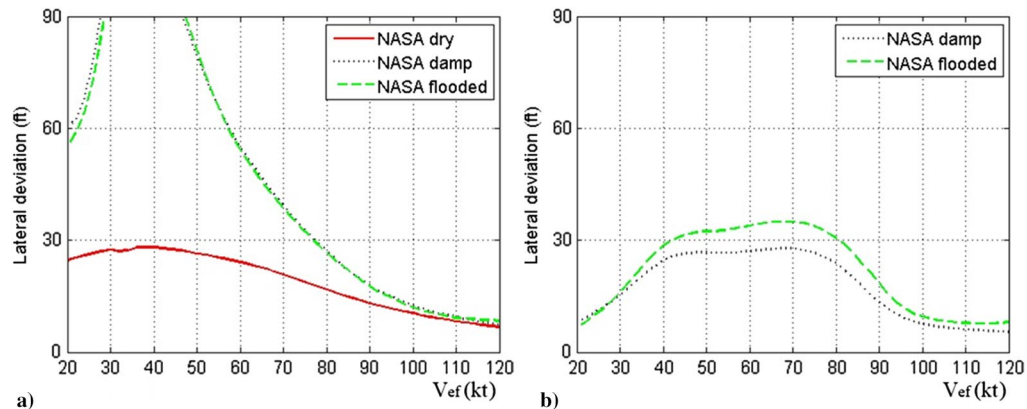 90
60
30
0
Lateral deviation (ft)
NASA dry
NASA damp
NASA flooded
20 30 40 50 60 70 80 90 100 110 120
Vef (kt)
a)
90
60
30
0
Lateral deviation (ft)
NASA damp
NASA flooded
20 30 40 50 60 70 80 90 100 110 120
Vef (kt)
b)